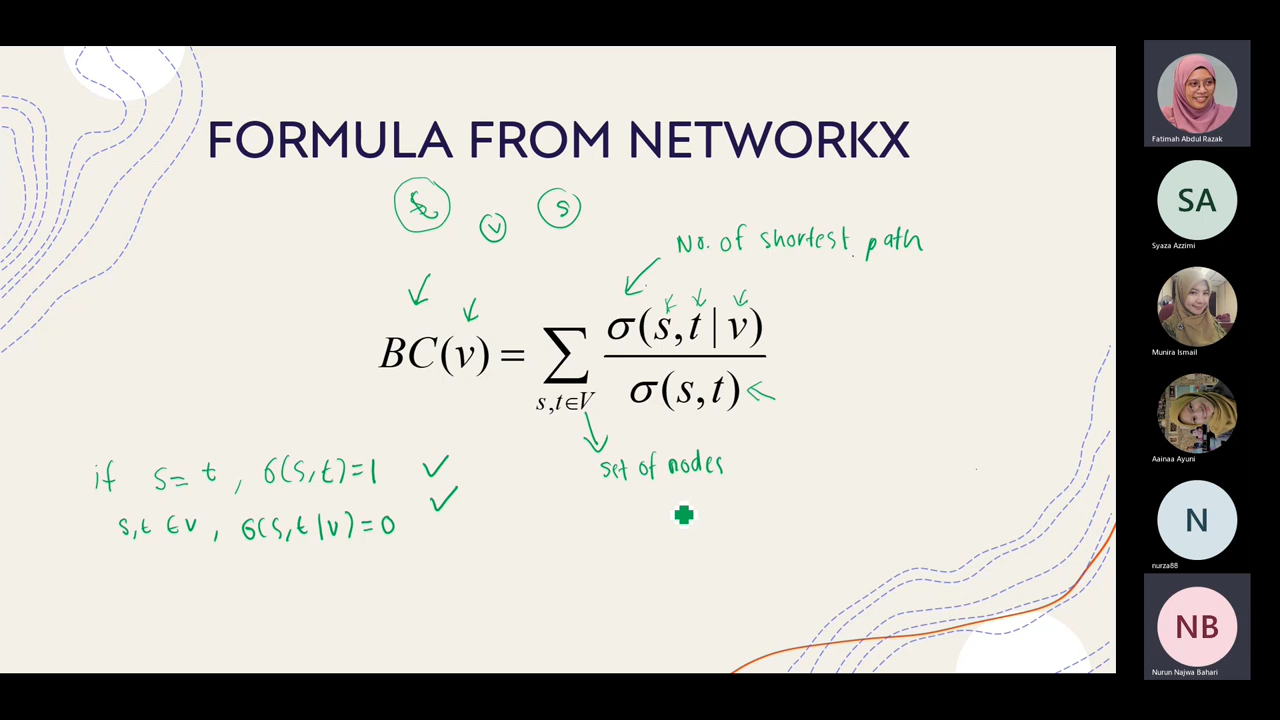 FORMULA FROM NETWORKX
v
s
No. of shortest path
BC(v) = ∑ s,t∈V σ(s,t|v) / σ(s,t)
set of nodes
if s = t , σ(s,t)=1
s,t ∈ v , σ(s,t|v)=0
Fatimah Abdul Razak
SA
Syaza Azzimi
Munira Ismail
Aainaa Ayuni
N
nurza88
NB
Nurun Najwa Bahari